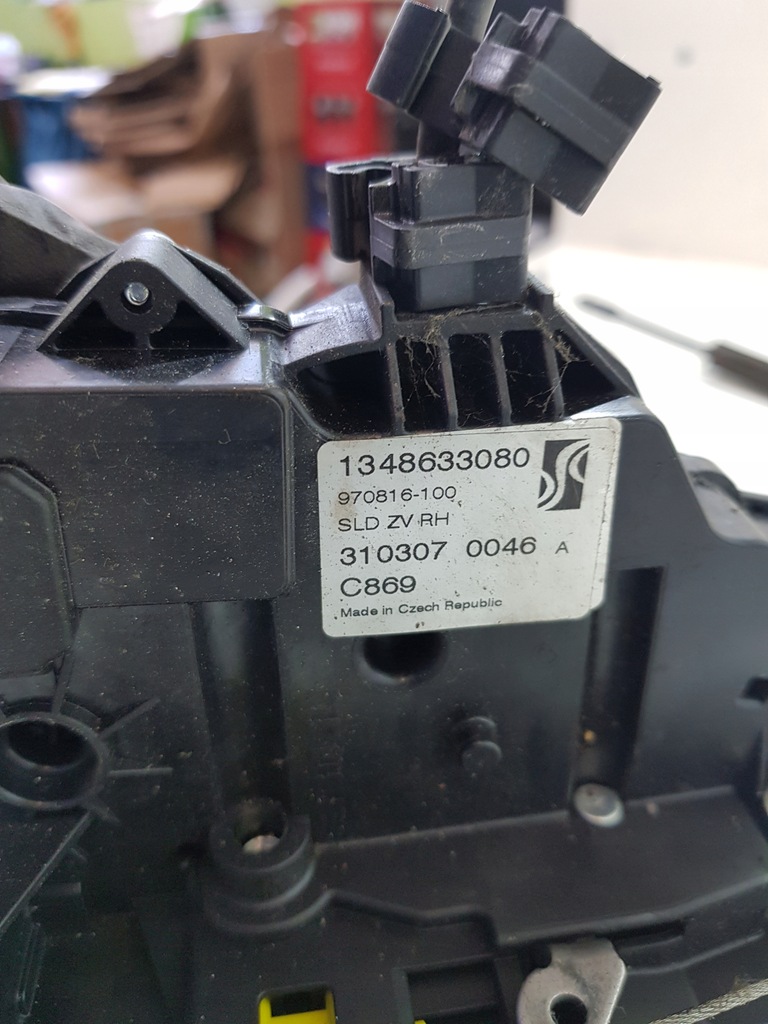 1348633080
970816-100
SLD ZV RH
310307 0046 A
C869
Made in Czech Republic